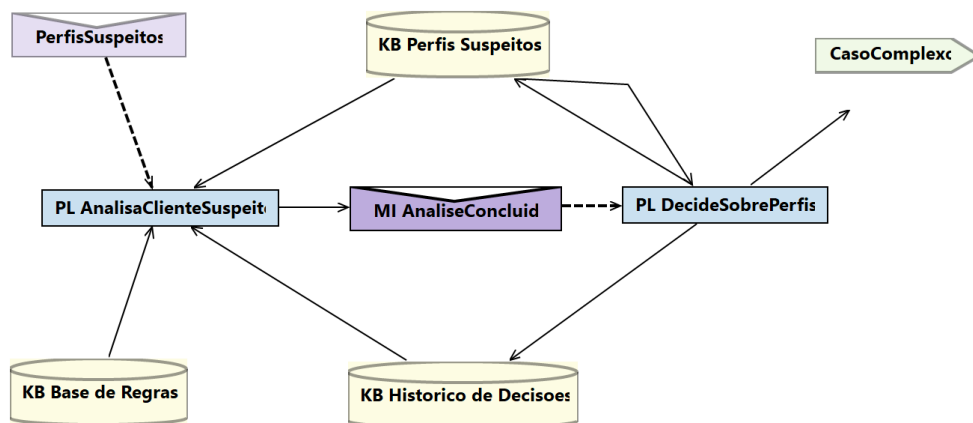 PerfisSuspeitos
KB Perfis Suspeitos
CasoComplexo
PL AnalisaClienteSuspeito
MI AnaliseConcluid
PL DecideSobrePerfis
KB Base de Regras
KB Historico de Decisoes